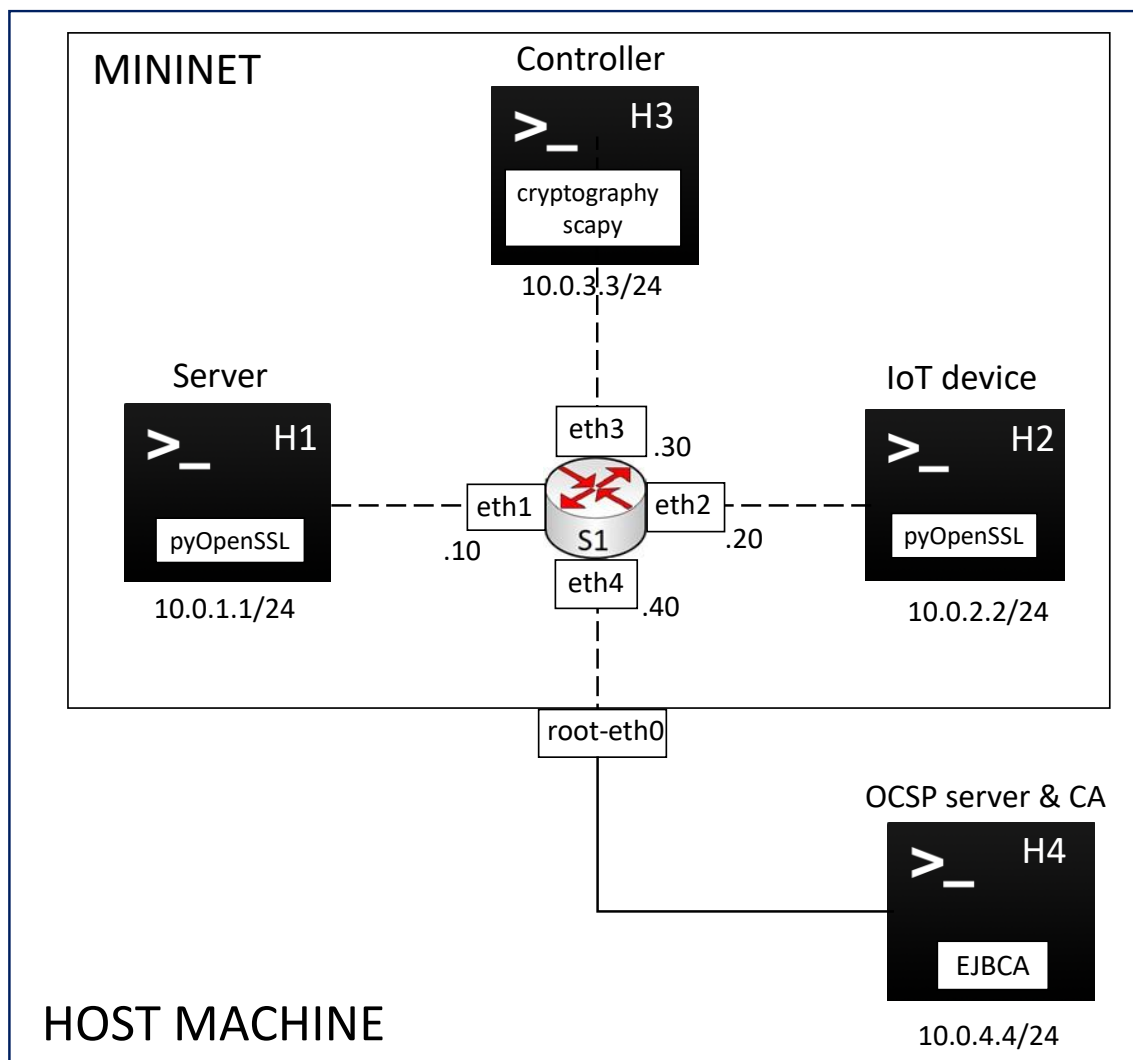 MININET
Controller
>_ H3
cryptography
scapy
10.0.3.3/24
Server
>_ H1
pyOpenSSL
10.0.1.1/24
IoT device
>_ H2
pyOpenSSL
10.0.2.2/24
eth3
.30
eth1
.10
eth2
.20
S1
eth4
.40
root-eth0
OCSP server & CA
>_ H4
EJBCA
10.0.4.4/24
HOST MACHINE